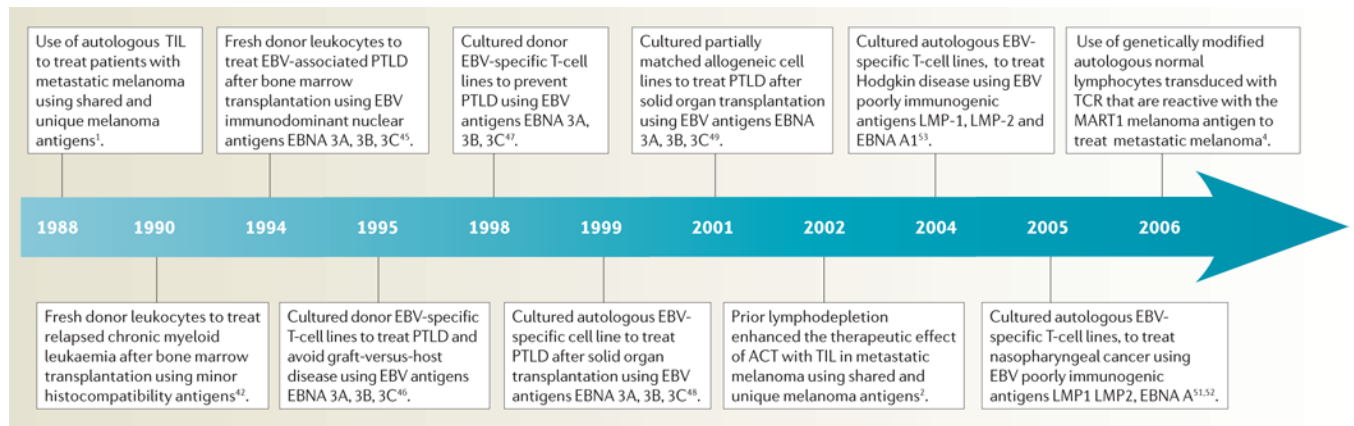 Use of autologous TIL
to treat patients with
metastatic melanoma
using shared and
unique melanoma
antigens¹.
Fresh donor leukocytes to
treat EBV-associated PTLD
after bone marrow
transplantation using EBV
immunodominant nuclear
antigens EBNA 3A, 3B, 3C⁴⁵.
Cultured donor
EBV-specific T-cell
lines to prevent
PTLD using EBV
antigens EBNA 3A,
3B, 3C⁴⁷.
Cultured partially
matched allogeneic cell
lines to treat PTLD after
solid organ transplantation
using EBV antigens EBNA
3A, 3B, 3C⁴⁹.
Cultured autologous EBV-
specific T-cell lines, to treat
Hodgkin disease using EBV
poorly immunogenic
antigens LMP-1, LMP-2 and
EBNA A1⁵³.
Use of genetically modified
autologous normal
lymphocytes transduced with
TCR that are reactive with the
MART1 melanoma antigen to
treat metastatic melanoma⁴.
1988 1990 1994 1995 1998 1999 2001 2002 2004 2005 2006
Fresh donor leukocytes to treat
relapsed chronic myeloid
leukaemia after bone marrow
transplantation using minor
histocompatibility antigens⁴².
Cultured donor EBV-specific
T-cell lines to treat PTLD and
avoid graft-versus-host
disease using EBV antigens
EBNA 3A, 3B, 3C⁴⁶.
Cultured autologous EBV-
specific cell line to treat
PTLD after solid organ
transplantation using EBV
antigens EBNA 3A, 3B, 3C⁴⁸.
Prior lymphodepletion
enhanced the therapeutic effect
of ACT with TIL in metastatic
melanoma using shared and
unique melanoma antigens².
Cultured autologous EBV-
specific T-cell lines, to treat
nasopharyngeal cancer using
EBV poorly immunogenic
antigens LMP1 LMP2, EBNA A⁵¹,⁵².